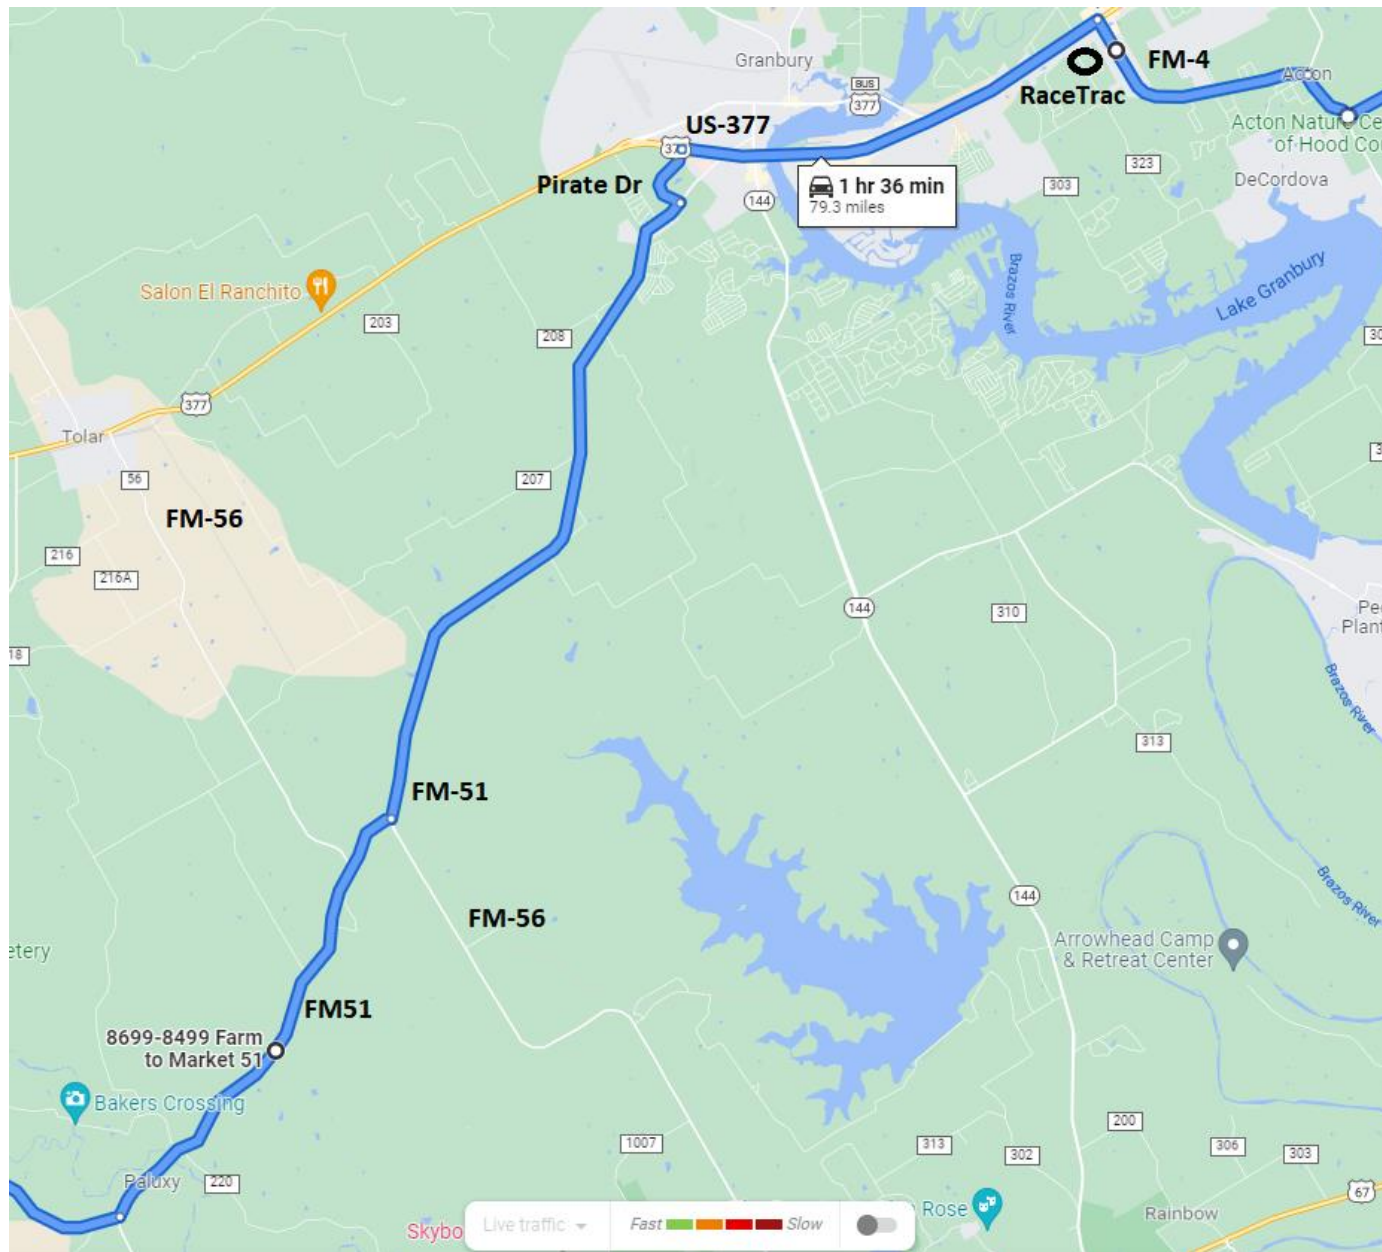 Granbury
BUS
377
FM-4
Acton
RaceTrac
US-377
377
Acton Nature Ce
of Hood Cou
323
303
DeCordova
Pirate Dr
144
1 hr 36 min
79.3 miles
Brazos
River
Lake Granbury
Salon El Ranchito
203
208
30
377
Tolar
56
207
3
FM-56
216
216A
144
310
Pe
Plant
18
Brazos River
313
FM-51
Brazos River
144
FM-56
etery
Arrowhead Camp
& Retreat Center
FM51
8699-8499 Farm
to Market 51
Bakers Crossing
200
1007
313
302
306
303
Paluxy
220
67
Skybo
Live traffic
Fast
Slow
Rose
Rainbow